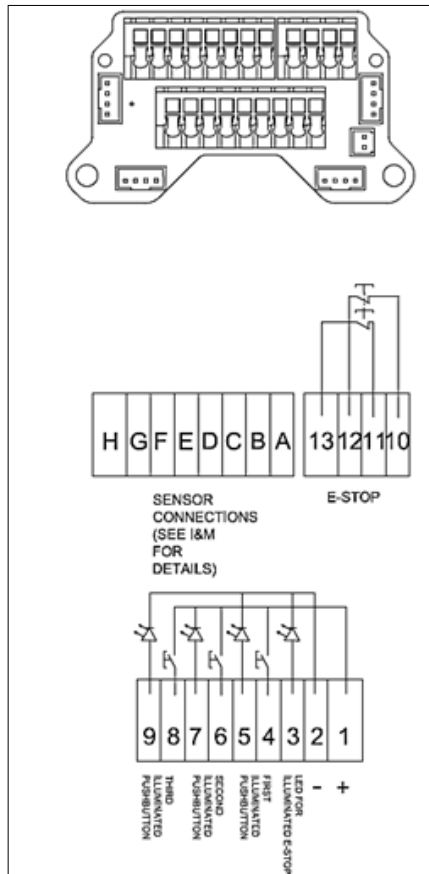 H G F E D C B A
13 12 11 10
SENSOR
CONNECTIONS
(SEE I&M
FOR
DETAILS)
E-STOP
9 8 7 6 5 4 3 2 1
THIRD
ILLUMINATED
PUSHBUTTON
SECOND
ILLUMINATED
PUSHBUTTON
FIRST
ILLUMINATED
PUSHBUTTON
LED FOR
ILLUMINATED E-STOP
- +